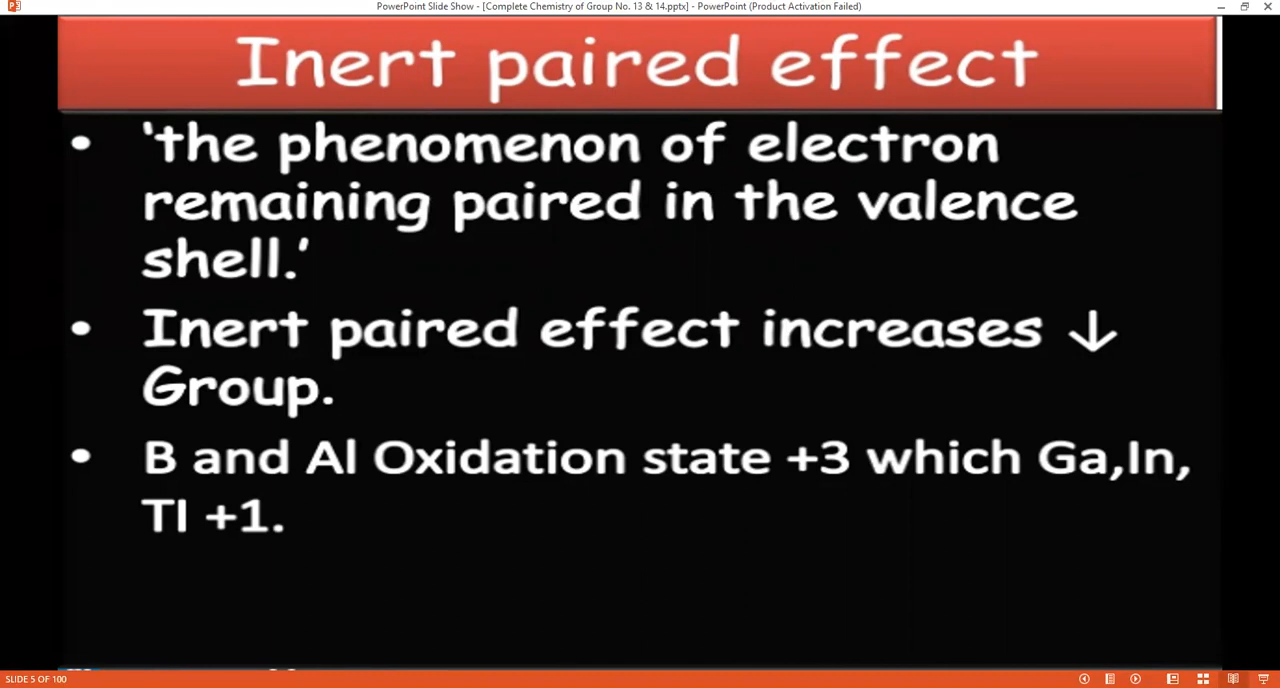 PowerPoint Slide Show - [Complete Chemistry of Group No. 13 & 14.pptx] - PowerPoint (Product Activation Failed)
Inert paired effect
• ‘the phenomenon of electron
remaining paired in the valence
shell.’
• Inert paired effect increases ↓
Group.
• B and Al Oxidation state +3 which Ga,In,
Tl +1.
SLIDE 5 OF 100